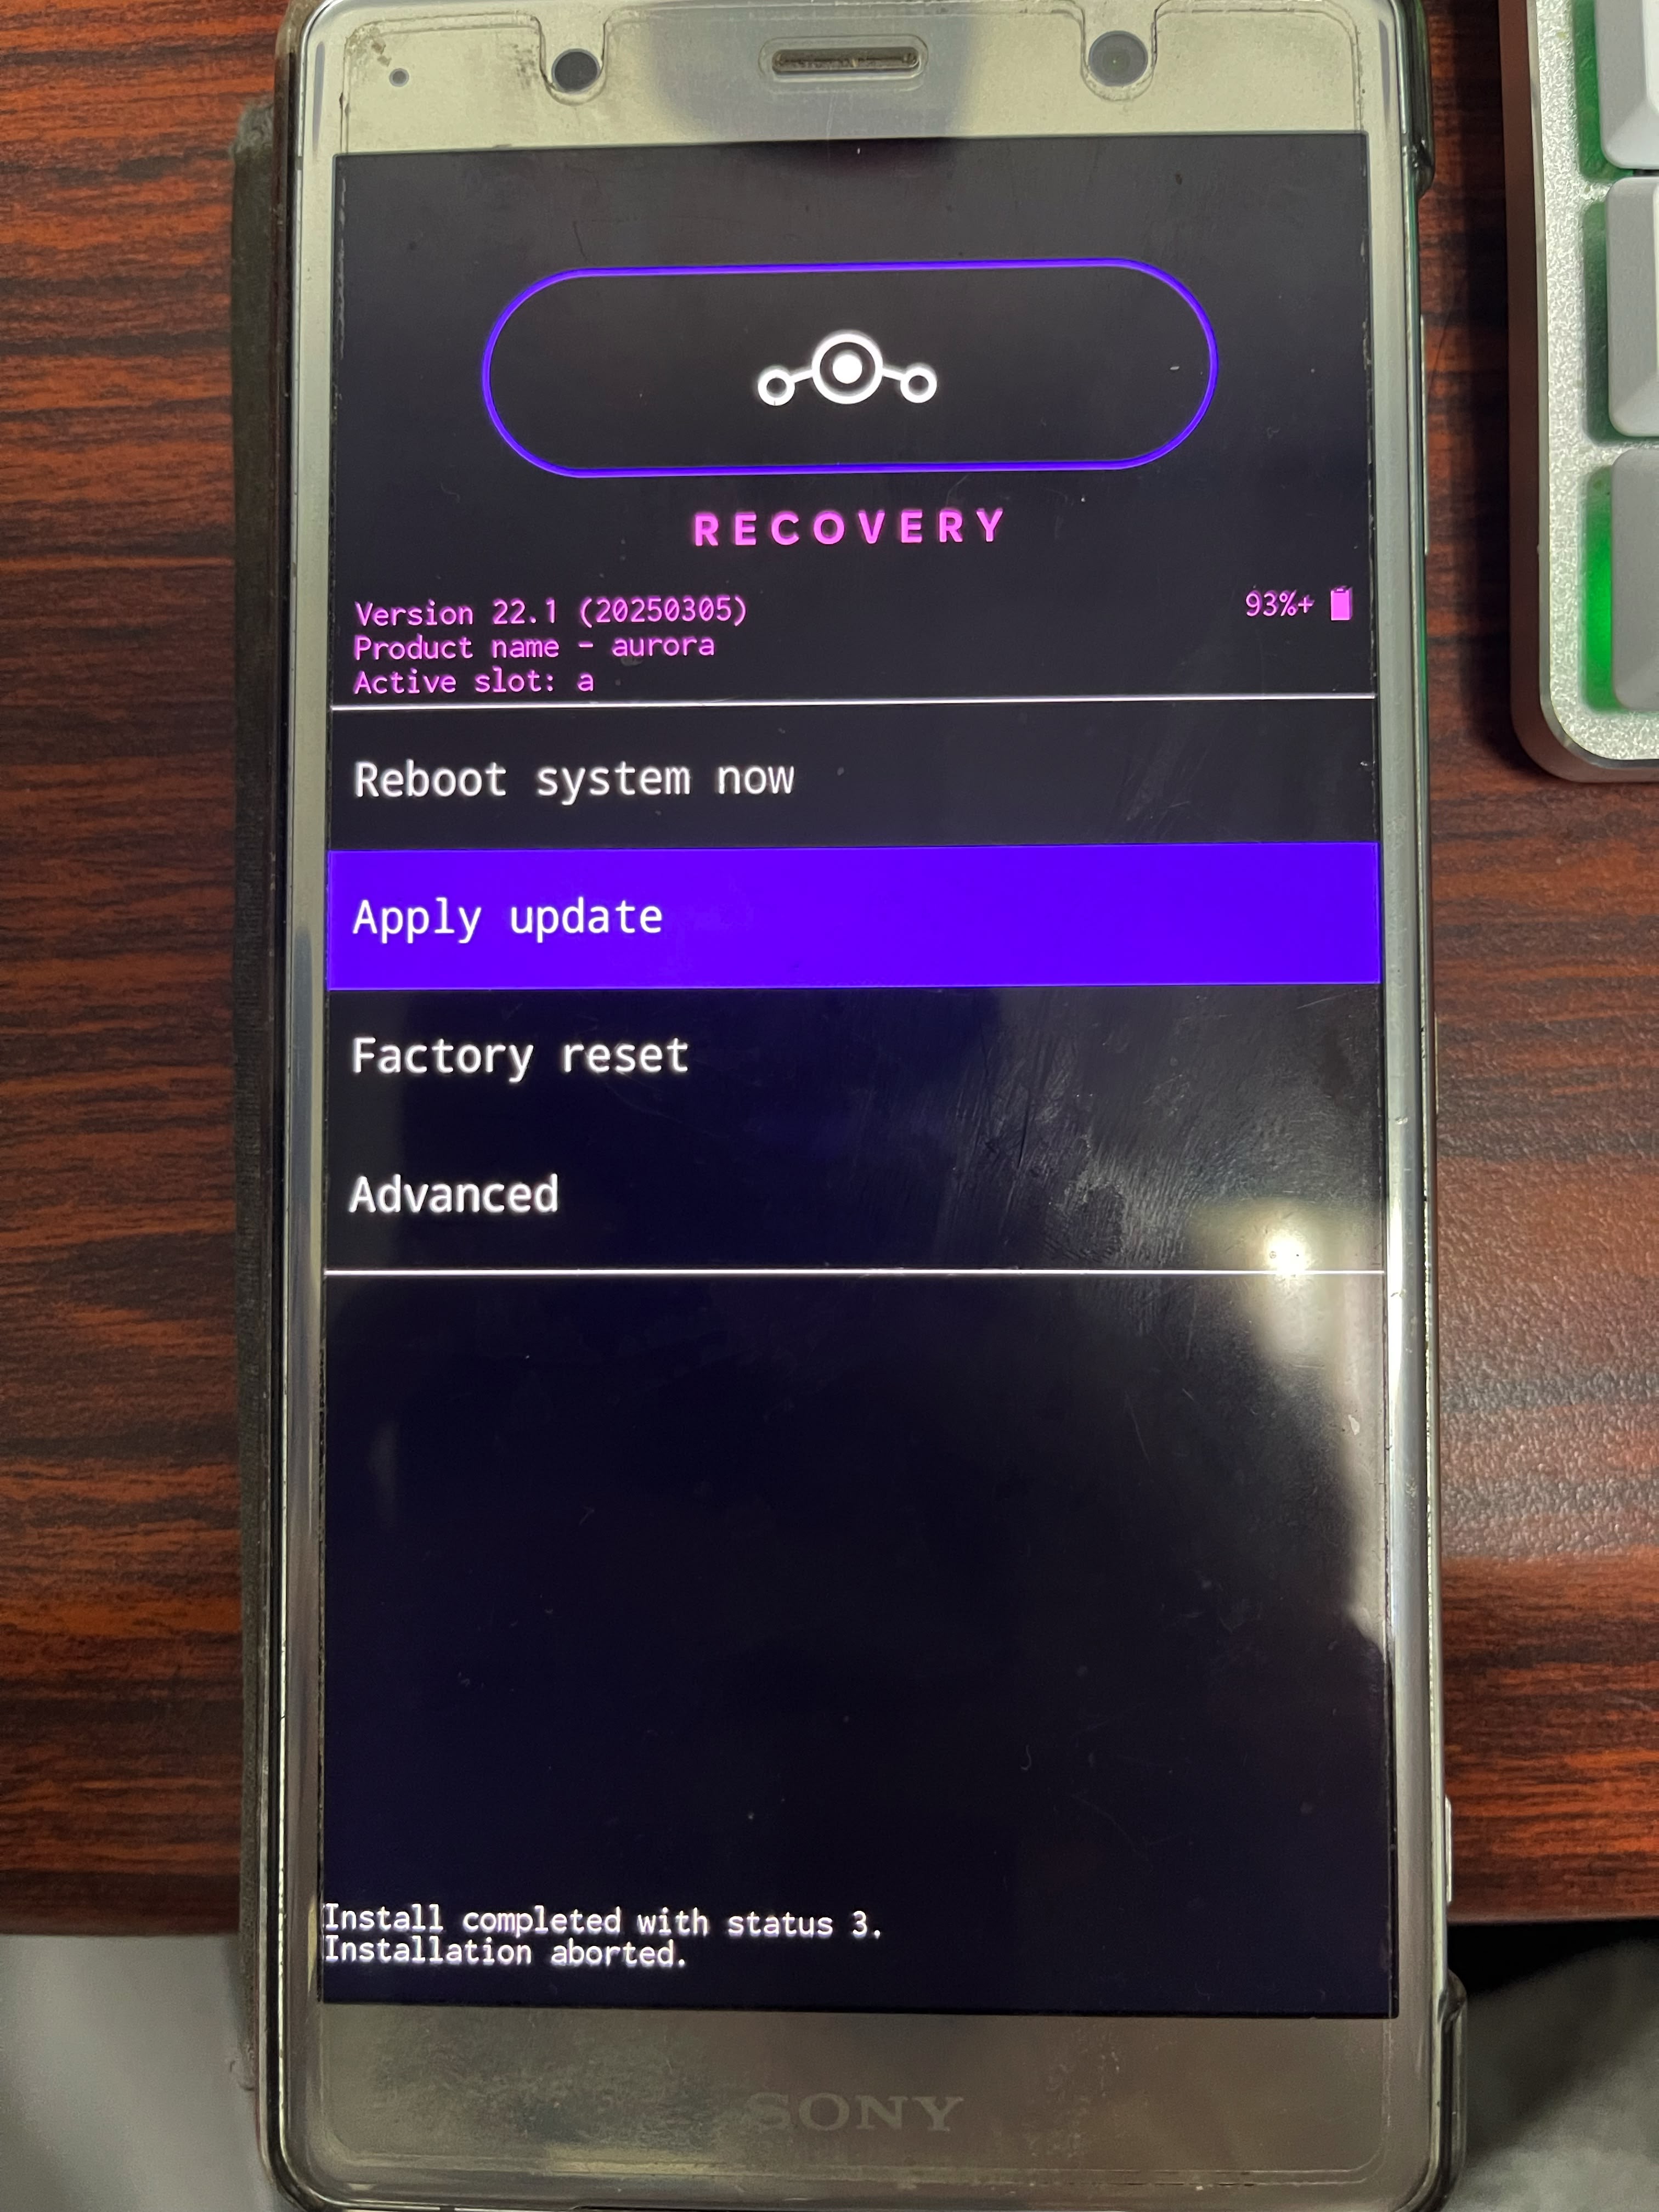 RECOVERY
Version 22.1 (20250305)
93%+
Product name - aurora
Active slot: a
Reboot system now
Apply update
Factory reset
Advanced
Install completed with status 3.
Installation aborted.
SONY